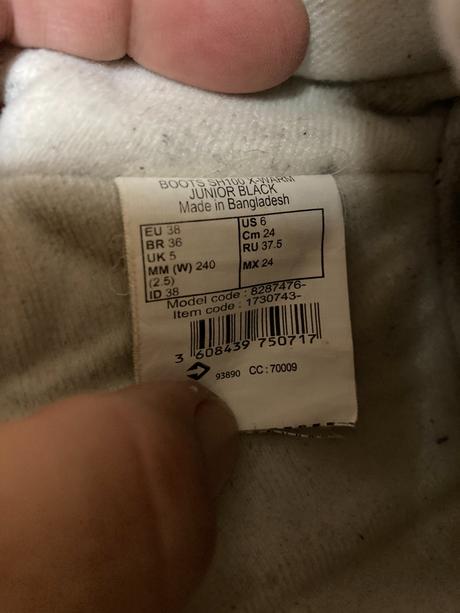 BOOTS SH100 X-WARM
JUNIOR BLACK
Made in Bangladesh
EU 38
BR 36
UK 5
MM (W) 240
(2.5)
ID 38
US 6
Cm 24
RU 37.5
MX 24
Model code : 8287476-
Item code : 1730743-
3 608439 750717
93890 CC : 70009